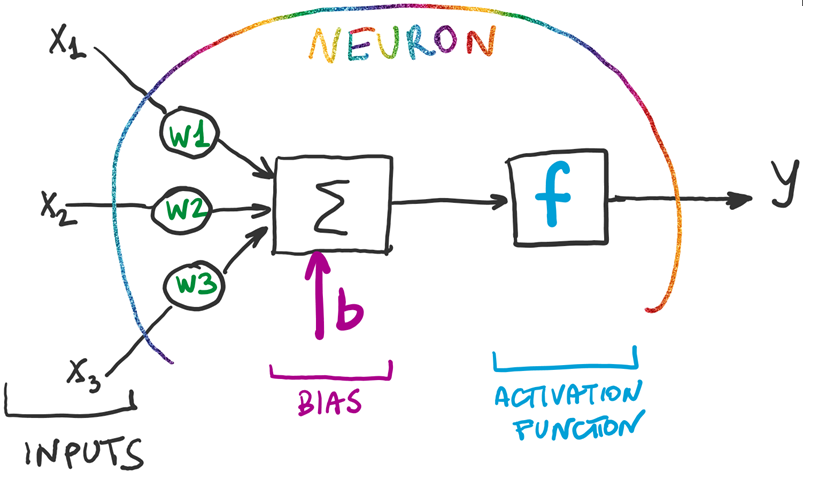 NEURON
X1
W1
X2
W2
Σ
f
y
W3
b
X3
INPUTS
BIAS
ACTIVATION
FUNCTION